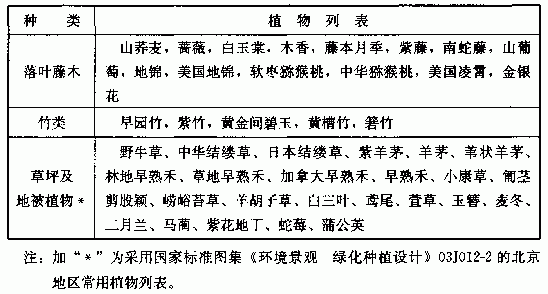 种 类 植 物 列 表
山荞麦，蔷薇，白玉棠，木香，藤本月季，紫藤，南蛇藤，山葡
落叶藤木 萄，地锦，美国地锦，软枣猕猴桃，中华猕猴桃，美国凌霄，金银
花
竹类 早园竹，紫竹，黄金间碧玉，黄槽竹，箬竹
野牛草、中华结缕草、日本结缕草、紫羊茅、羊茅、苇状羊茅、
林地早熟禾、草地早熟禾、加拿大早熟禾、早熟禾、小康草、匍茎
草坪及
地被植物* 剪股颖、崂峪苔草、羊胡子草、白三叶、鸢尾、萱草、玉簪、麦冬、
二月兰、马蔺、紫花地丁、蛇莓、蒲公英
注：加“*”为采用国家标准图集《环境景观 绿化种植设计》03J012-2的北京
地区常用植物列表。